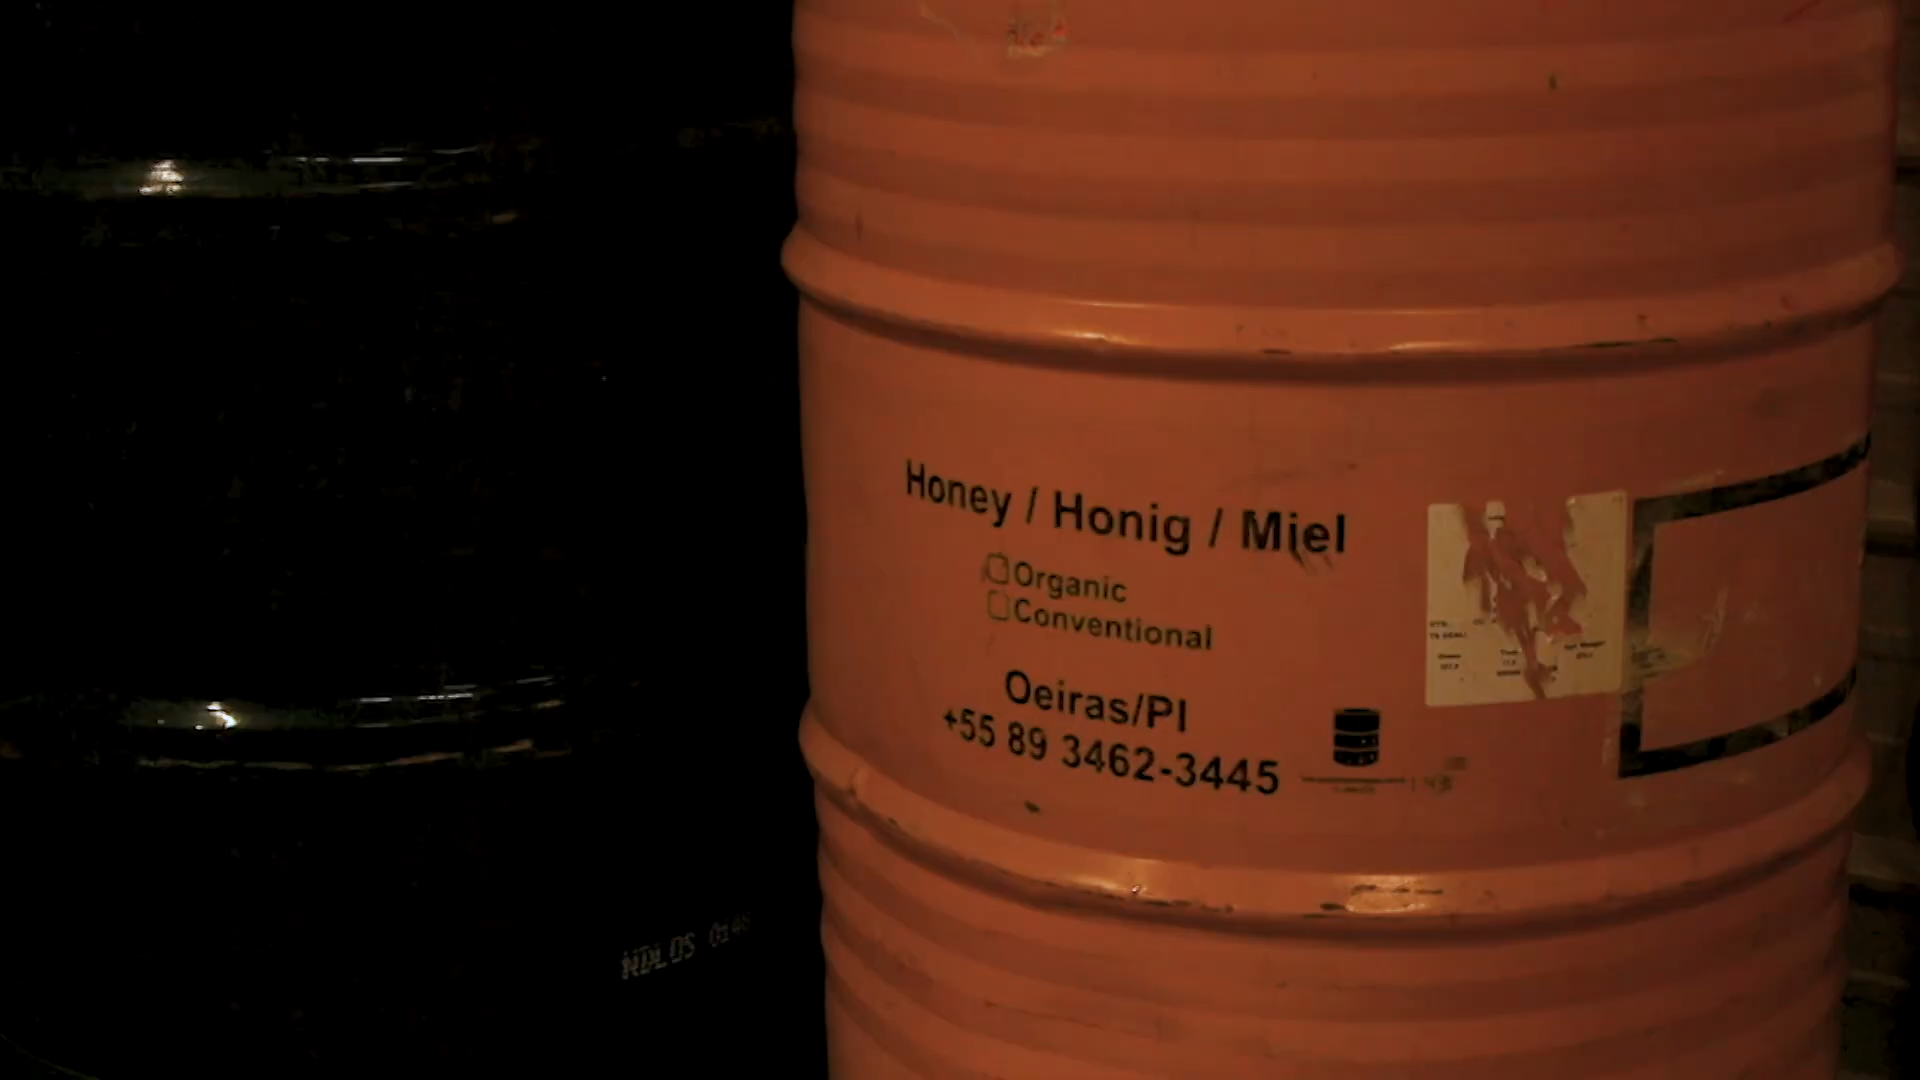 Honey / Honig / Miel
Organic
Conventional
Oeiras/PI
+55 89 3462-3445